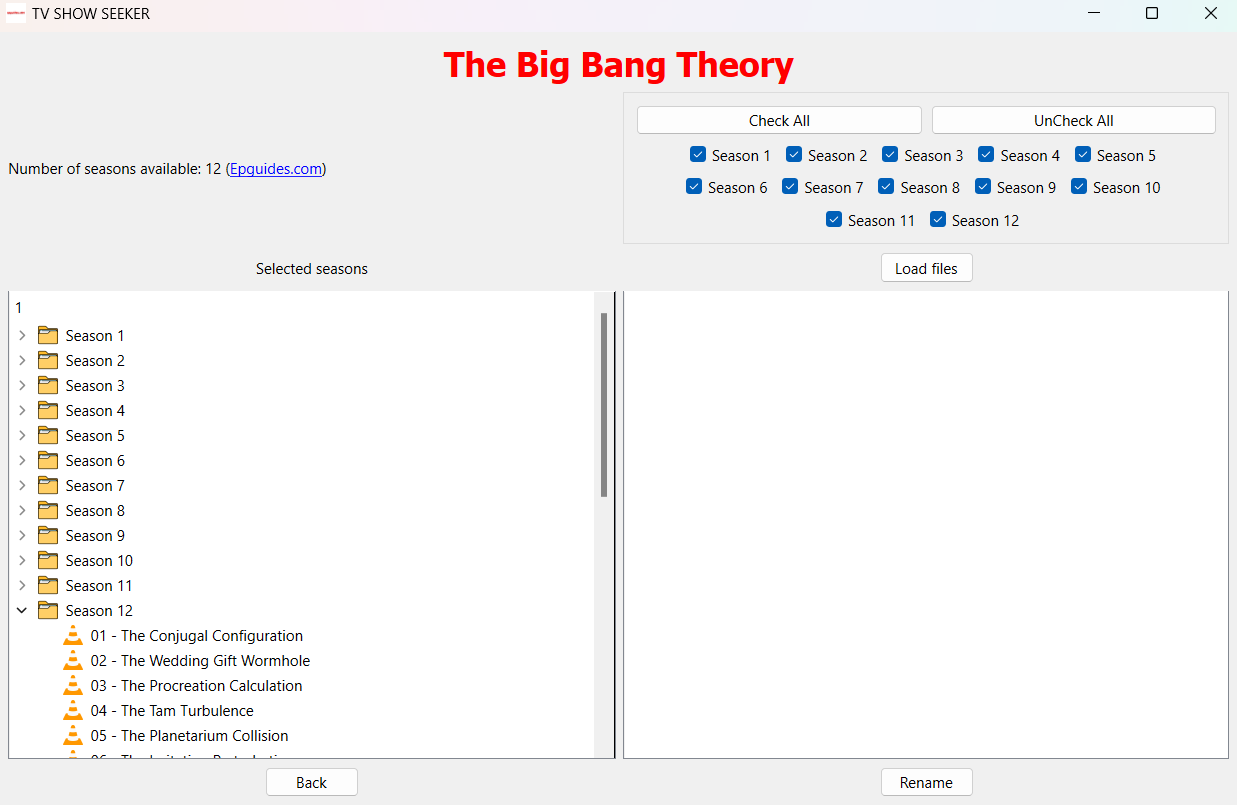 TV SHOW SEEKER
The Big Bang Theory
Number of seasons available: 12 (Epguides.com)
Check All UnCheck All
Season 1 Season 2 Season 3 Season 4 Season 5
Season 6 Season 7 Season 8 Season 9 Season 10
Season 11 Season 12
Selected seasons
Load files
1
Season 1
Season 2
Season 3
Season 4
Season 5
Season 6
Season 7
Season 8
Season 9
Season 10
Season 11
Season 12
01 - The Conjugal Configuration
02 - The Wedding Gift Wormhole
03 - The Procreation Calculation
04 - The Tam Turbulence
05 - The Planetarium Collision
Back
Rename